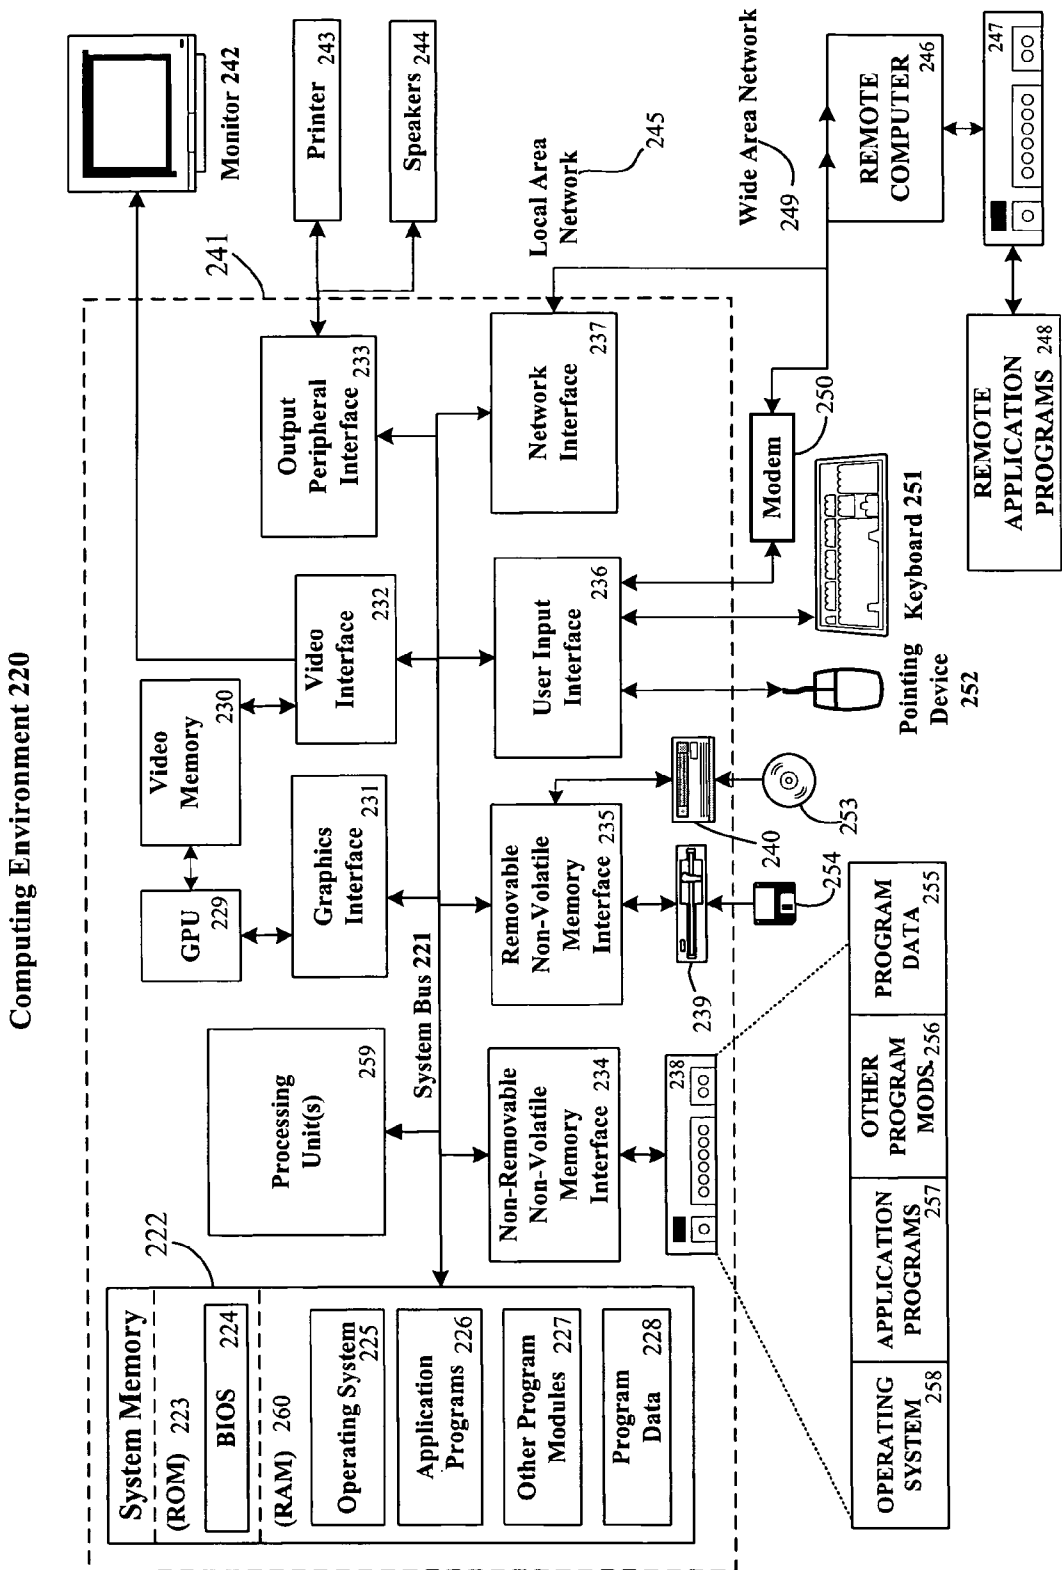 Computing Environment 220
System Memory
222
(ROM) 223
BIOS 224
(RAM) 260
Operating System
225
Application
Programs 226
Other Program
Modules 227
Program
Data 228
Processing
Unit(s)
259
System Bus 221
GPU
229
Video
Memory
230
Graphics
Interface
231
Video
Interface
232
Output
Peripheral
Interface
233
241
Monitor 242
Printer
243
Speakers
244
Non-Removable
Non-Volatile
Memory
Interface
234
Removable
Non-Volatile
Memory
Interface
235
User Input
Interface
236
Network
Interface
237
Local Area
Network
245
Wide Area Network
249
238
239
240
254
253
Pointing
Device
252
Keyboard 251
Modem
250
REMOTE
COMPUTER
246
247
REMOTE
APPLICATION
PROGRAMS 248
OPERATING
SYSTEM 258
APPLICATION
PROGRAMS
257
OTHER
PROGRAM
MODS. 256
PROGRAM
DATA
255